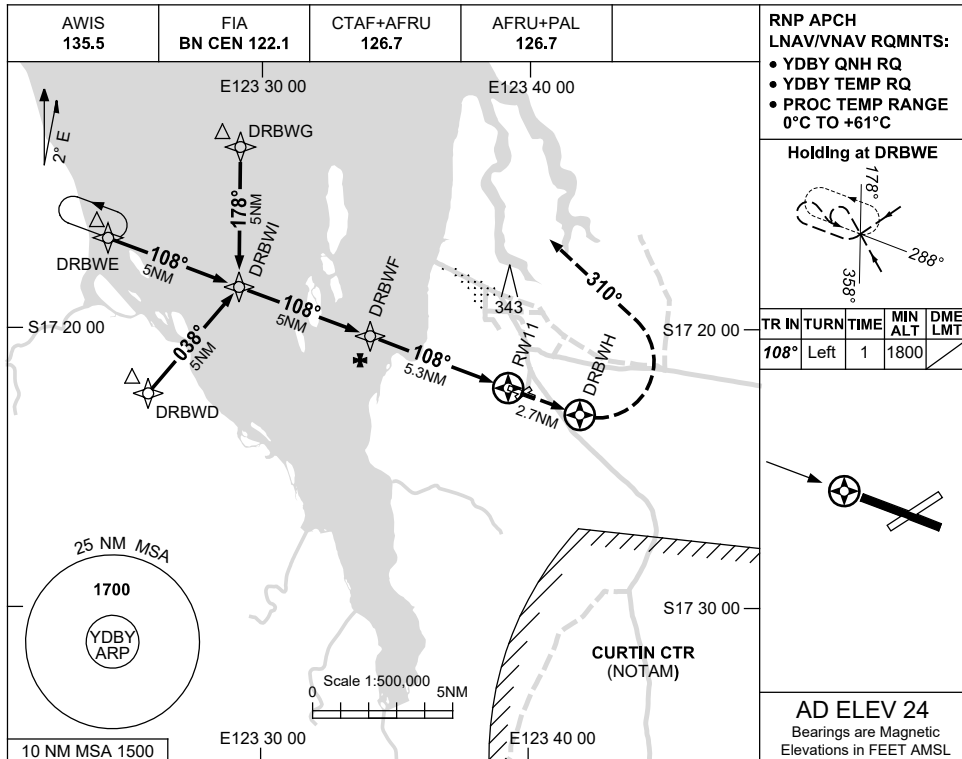 AWIS
135.5
FIA
BN CEN 122.1
CTAF+AFRU
126.7
AFRU+PAL
126.7
RNP APCH
LNAV/VNAV RQMNTS:
• YDBY QNH RQ
• YDBY TEMP RQ
• PROC TEMP RANGE
0°C TO +61°C
E123 30 00
E123 40 00
2° E
DRBWG
178°
5NM
DRBWE
108°
5NM
DRBWI
108°
5NM
DRBWF
038°
5NM
DRBWD
108°
5.3NM
RW11
2.7NM
DRBWH
310°
343
S17 20 00
S17 20 00
Holding at DRBWE
178°
288°
358°
TR IN TURN TIME MIN ALT DME LMT
108° Left 1 1800
25 NM MSA
1700
YDBY
ARP
10 NM MSA 1500
Scale 1:500,000
0 5NM
S17 30 00
CURTIN CTR
(NOTAM)
E123 30 00
E123 40 00
AD ELEV 24
Bearings are Magnetic
Elevations in FEET AMSL